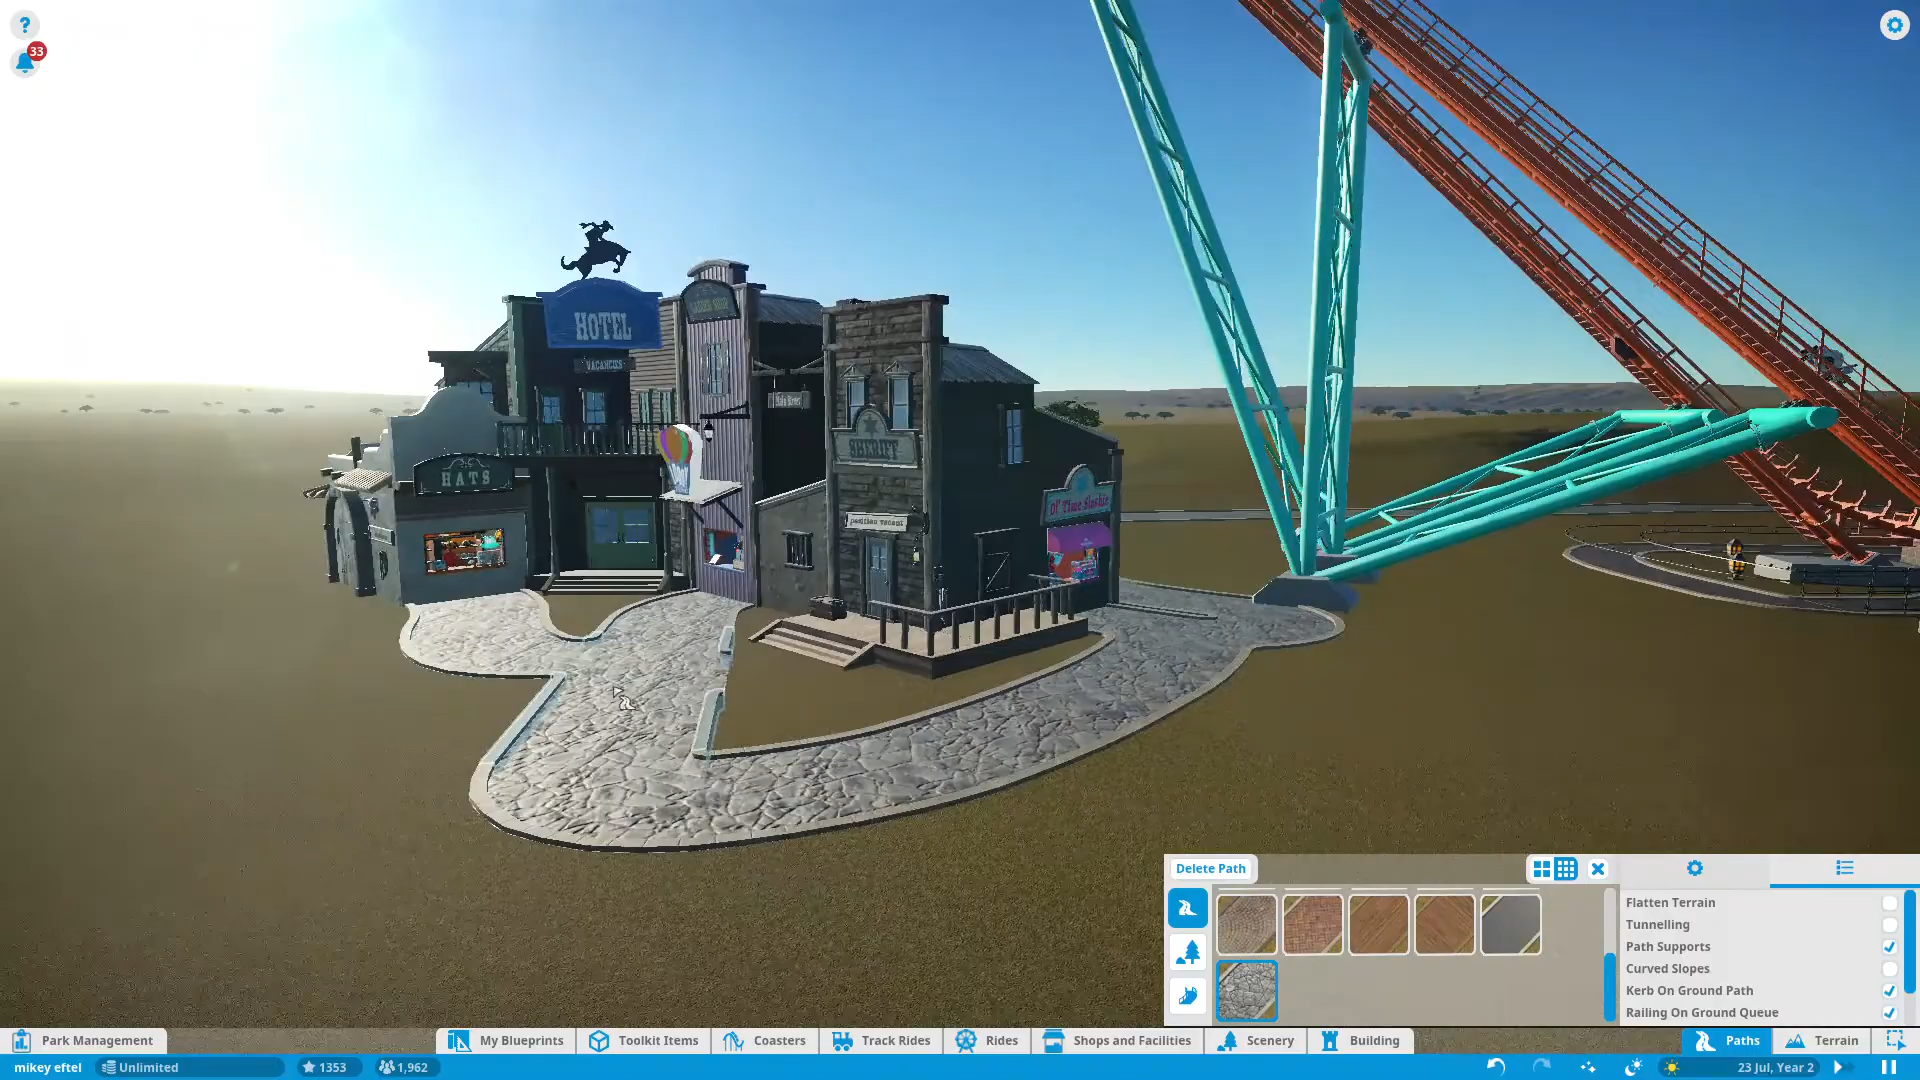 33
HOTEL
VACANCIES
HATS
SHERIFF
position vacant
Ol' Time Slushie
Delete Path
Flatten Terrain
Tunnelling
Path Supports
Curved Slopes
Kerb On Ground Path
Railing On Ground Queue
Park Management
My Blueprints
Toolkit Items
Coasters
Track Rides
Rides
Shops and Facilities
Scenery
Building
Paths
Terrain
mikey eftel
Unlimited
1353
1,962
23 Jul, Year 2